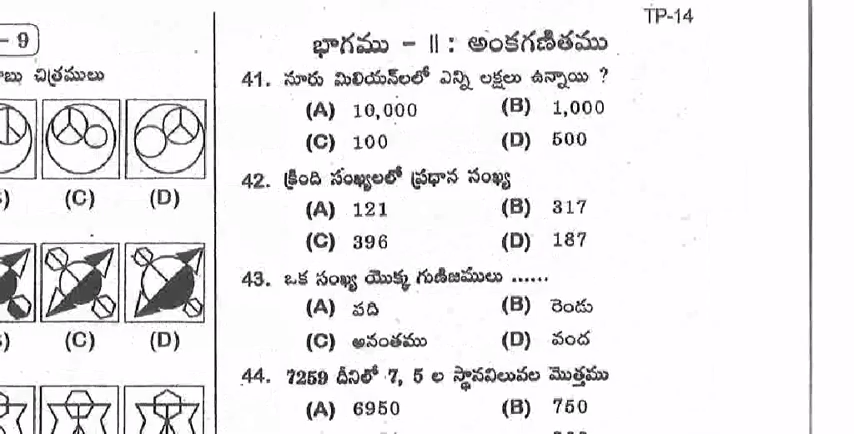 TP-14
- 9
చిత్రములు
(C) (D)
(C) (D)
భాగము - II : అంకగణితము
41. నూరు మిలియన్‌లలో ఎన్ని లక్షలు ఉన్నాయి ?
(A) 10,000 (B) 1,000
(C) 100 (D) 500
42. క్రింది సంఖ్యలలో ప్రధాన సంఖ్య
(A) 121 (B) 317
(C) 396 (D) 187
43. ఒక సంఖ్య యొక్క గుణిజములు ......
(A) పది (B) రెండు
(C) అనంతము (D) వంద
44. 7259 దీనిలో 7, 5 ల స్థానవిలువల మొత్తము
(A) 6950 (B) 750